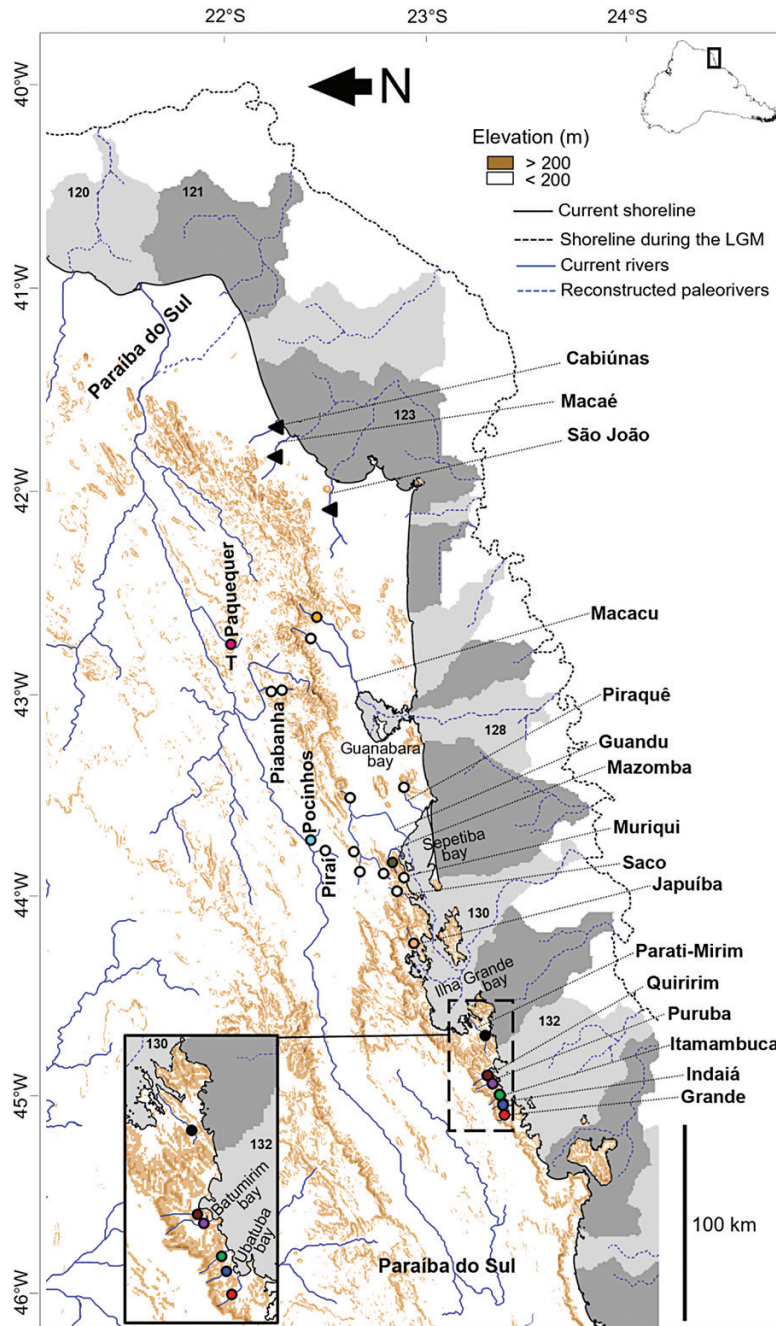 22°S
23°S
24°S
40°W
41°W
42°W
43°W
44°W
45°W
46°W
N
Elevation (m)
> 200
< 200
Current shoreline
Shoreline during the LGM
Current rivers
Reconstructed paleorivers
120
121
123
128
130
132
Paraíba do Sul
Cabiúnas
Macaé
São João
Paquequer
T
Piabanha
Pocinhos
Piraí
Guanabara
bay
Sepetiba
bay
Ilha Grande
bay
Macacu
Piraquê
Guandu
Mazomba
Muriqui
Saco
Japuíba
Parati-Mirim
Quiririm
Puruba
Itamambuca
Indaiá
Grande
130
132
Batumirim
bay
Ubatuba
bay
Paraíba do Sul
100 km